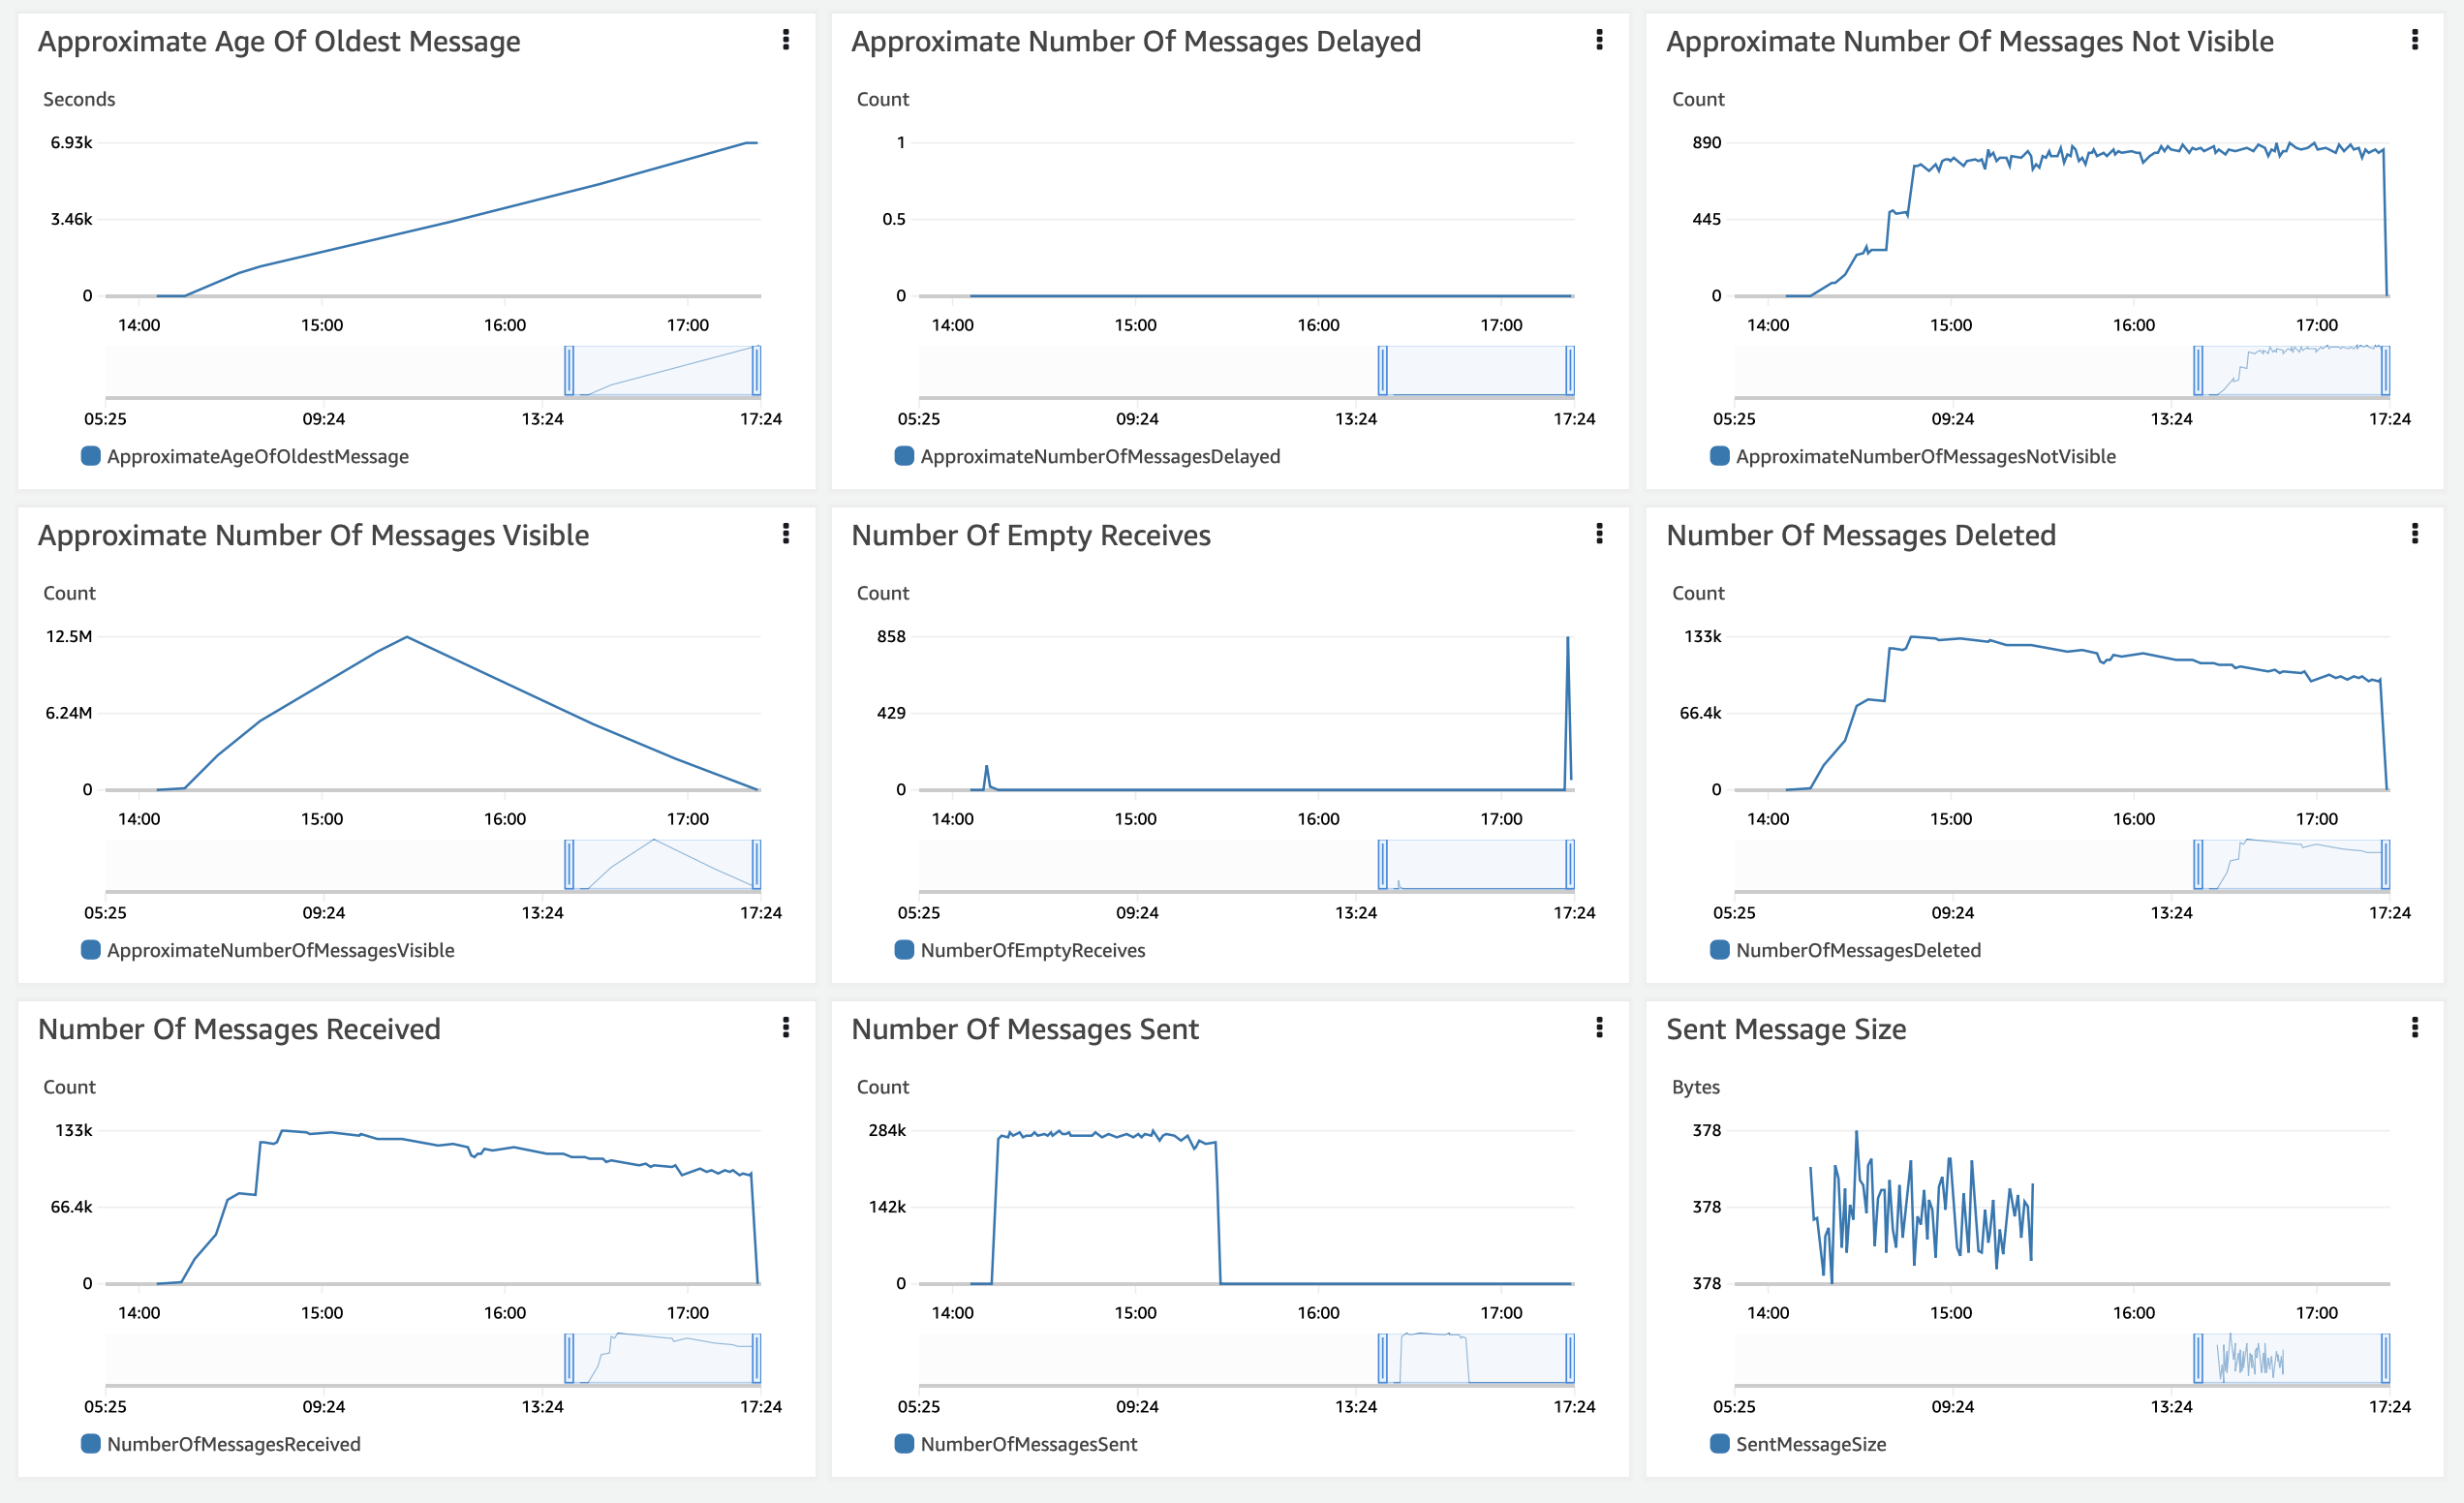 Approximate Age Of Oldest Message
Seconds
6.93k
3.46k
0
14:00 15:00 16:00 17:00
05:25 09:24 13:24 17:24
ApproximateAgeOfOldestMessage
Approximate Number Of Messages Delayed
Count
1
0.5
0
14:00 15:00 16:00 17:00
05:25 09:24 13:24 17:24
ApproximateNumberOfMessagesDelayed
Approximate Number Of Messages Not Visible
Count
890
445
0
14:00 15:00 16:00 17:00
05:25 09:24 13:24 17:24
ApproximateNumberOfMessagesNotVisible
Approximate Number Of Messages Visible
Count
12.5M
6.24M
0
14:00 15:00 16:00 17:00
05:25 09:24 13:24 17:24
ApproximateNumberOfMessagesVisible
Number Of Empty Receives
Count
858
429
0
14:00 15:00 16:00 17:00
05:25 09:24 13:24 17:24
NumberOfEmptyReceives
Number Of Messages Deleted
Count
133k
66.4k
0
14:00 15:00 16:00 17:00
05:25 09:24 13:24 17:24
NumberOfMessagesDeleted
Number Of Messages Received
Count
133k
66.4k
0
14:00 15:00 16:00 17:00
05:25 09:24 13:24 17:24
NumberOfMessagesReceived
Number Of Messages Sent
Count
284k
142k
0
14:00 15:00 16:00 17:00
05:25 09:24 13:24 17:24
NumberOfMessagesSent
Sent Message Size
Bytes
378
378
378
14:00 15:00 16:00 17:00
05:25 09:24 13:24 17:24
SentMessageSize